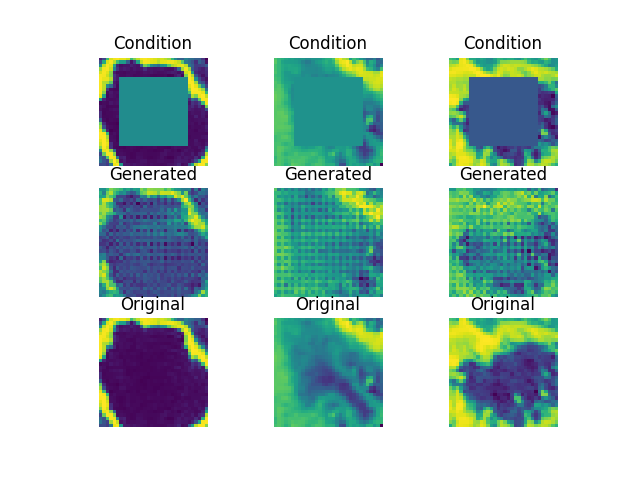 Condition Condition Condition
Generated Generated Generated
Original Original Original